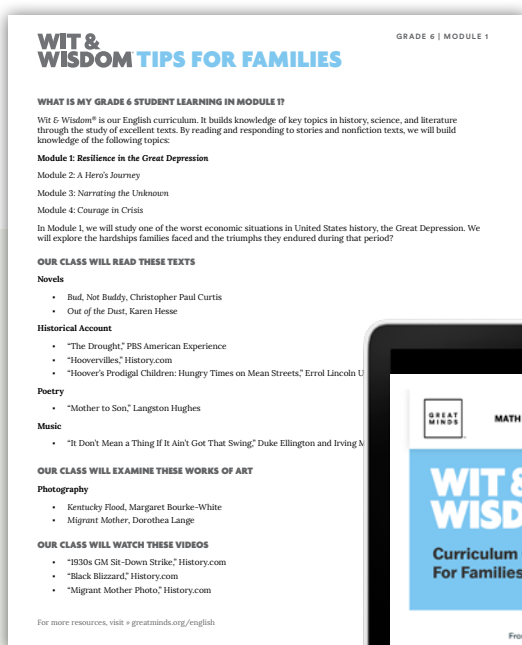 GRADE 6 | MODULE 1
WIT &
WISDOM® TIPS FOR FAMILIES
WHAT IS MY GRADE 6 STUDENT LEARNING IN MODULE 1?
Wit & Wisdom® is our English curriculum. It builds knowledge of key topics in history, science, and literature
through the study of excellent texts. By reading and responding to stories and nonfiction texts, we will build
knowledge of the following topics:
Module 1: Resilience in the Great Depression
Module 2: A Hero's Journey
Module 3: Narrating the Unknown
Module 4: Courage in Crisis
In Module 1, we will study one of the worst economic situations in United States history, the Great Depression. We
will explore the hardships families faced and the triumphs they endured during that period?
OUR CLASS WILL READ THESE TEXTS
Novels
▪ Bud, Not Buddy, Christopher Paul Curtis
▪ Out of the Dust, Karen Hesse
Historical Account
▪ “The Drought,” PBS American Experience
▪ “Hoovervilles,” History.com
▪ “Hoover's Prodigal Children: Hungry Times on Mean Streets,” Errol Lincoln U
Poetry
▪ “Mother to Son,” Langston Hughes
Music
▪ “It Don't Mean a Thing If It Ain't Got That Swing,” Duke Ellington and Irving M
OUR CLASS WILL EXAMINE THESE WORKS OF ART
Photography
▪ Kentucky Flood, Margaret Bourke-White
▪ Migrant Mother, Dorothea Lange
OUR CLASS WILL WATCH THESE VIDEOS
▪ “1930s GM Sit-Down Strike,” History.com
▪ “Black Blizzard,” History.com
▪ “Migrant Mother Photo,” History.com
For more resources, visit » greatminds.org/english
GREAT
MINDS
MATH
WIT &
WISD
Curriculum
For Families
Fro